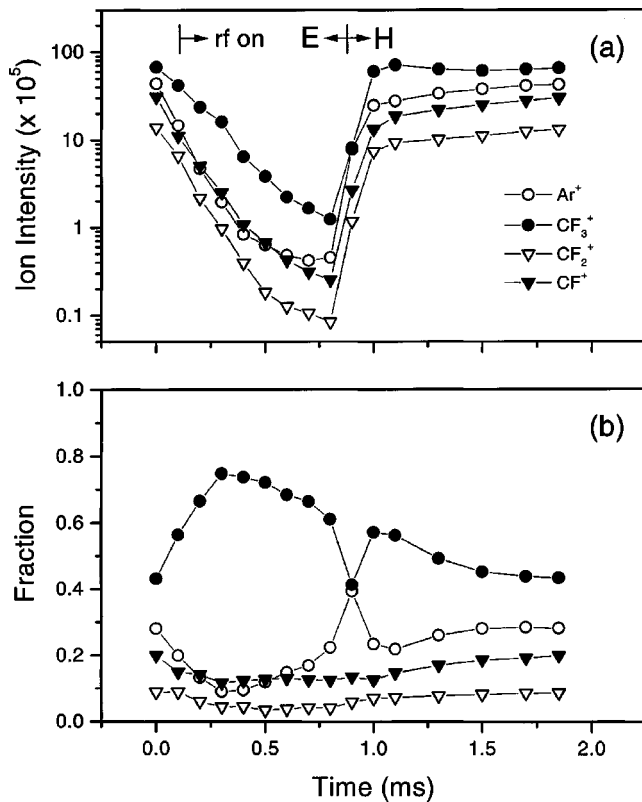 rf on E H (a)
100
10
1
0.1
Ion Intensity (x 10⁵)
Ar⁺
CF₃⁺
CF₂⁺
CF⁺
(b)
1.0
0.8
0.6
0.4
0.2
0.0
Fraction
0.0 0.5 1.0 1.5 2.0
Time (ms)